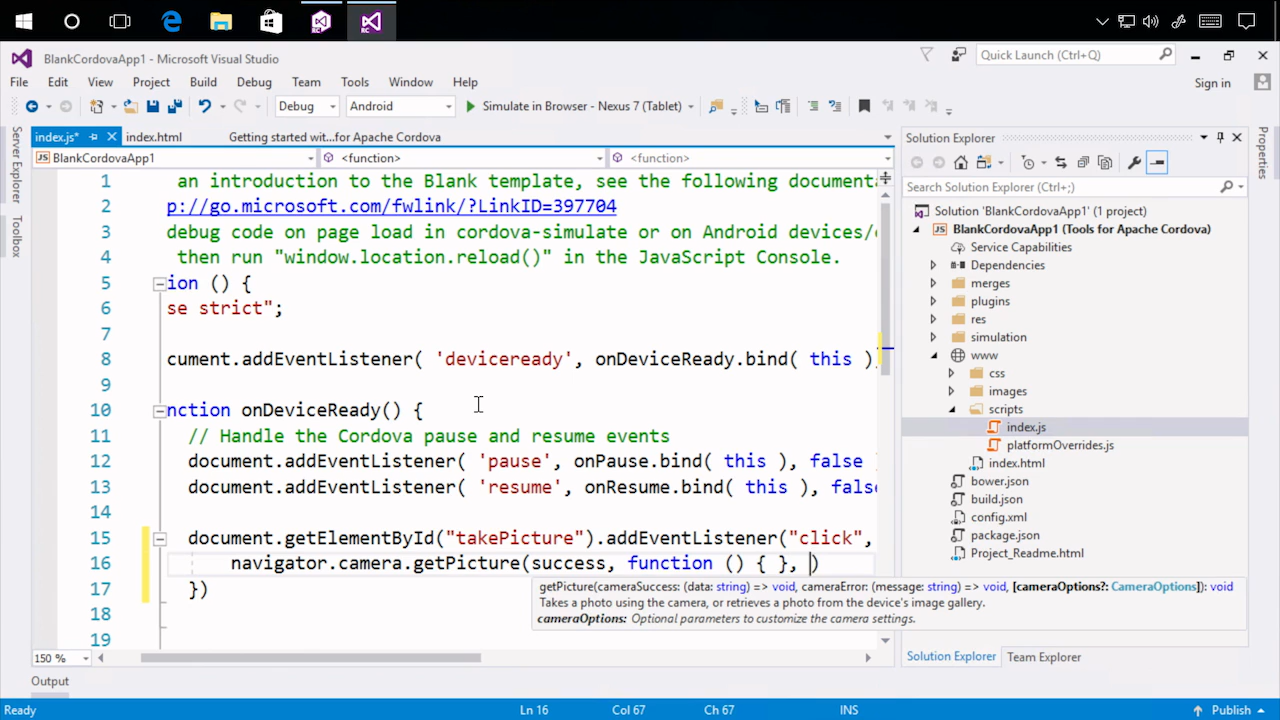 BlankCordovaApp1 - Microsoft Visual Studio
Quick Launch (Ctrl+Q)
File Edit View Project Build Debug Team Tools Window Help
Sign in
Debug Android Simulate in Browser - Nexus 7 (Tablet)
index.js* index.html Getting started wit...for Apache Cordova
BlankCordovaApp1 <function> <function>
1 an introduction to the Blank template, see the following documenta
2 p://go.microsoft.com/fwlink/?LinkID=397704
3 debug code on page load in cordova-simulate or on Android devices/
4 then run "window.location.reload()" in the JavaScript Console.
5 ion () {
6 se strict";
7
8 cument.addEventListener( 'deviceready', onDeviceReady.bind( this )
9
10 nction onDeviceReady() {
11 // Handle the Cordova pause and resume events
12 document.addEventListener( 'pause', onPause.bind( this ), false
13 document.addEventListener( 'resume', onResume.bind( this ), false
14
15 document.getElementById("takePicture").addEventListener("click",
16 navigator.camera.getPicture(success, function () { }, )
17 })
18
19
getPicture(cameraSuccess: (data: string) => void, cameraError: (message: string) => void, [cameraOptions?: CameraOptions]): void
Takes a photo using the camera, or retrieves a photo from the device's image gallery.
cameraOptions: Optional parameters to customize the camera settings.
150 %
Output
Server Explorer
Toolbox
Solution Explorer
Search Solution Explorer (Ctrl+;)
Solution 'BlankCordovaApp1' (1 project)
BlankCordovaApp1 (Tools for Apache Cordova)
Service Capabilities
Dependencies
merges
plugins
res
simulation
www
css
images
scripts
index.js
platformOverrides.js
index.html
bower.json
build.json
config.xml
Project_Readme.html
Solution Explorer Team Explorer
Properties
Ready Ln 16 Col 67 Ch 67 INS Publish